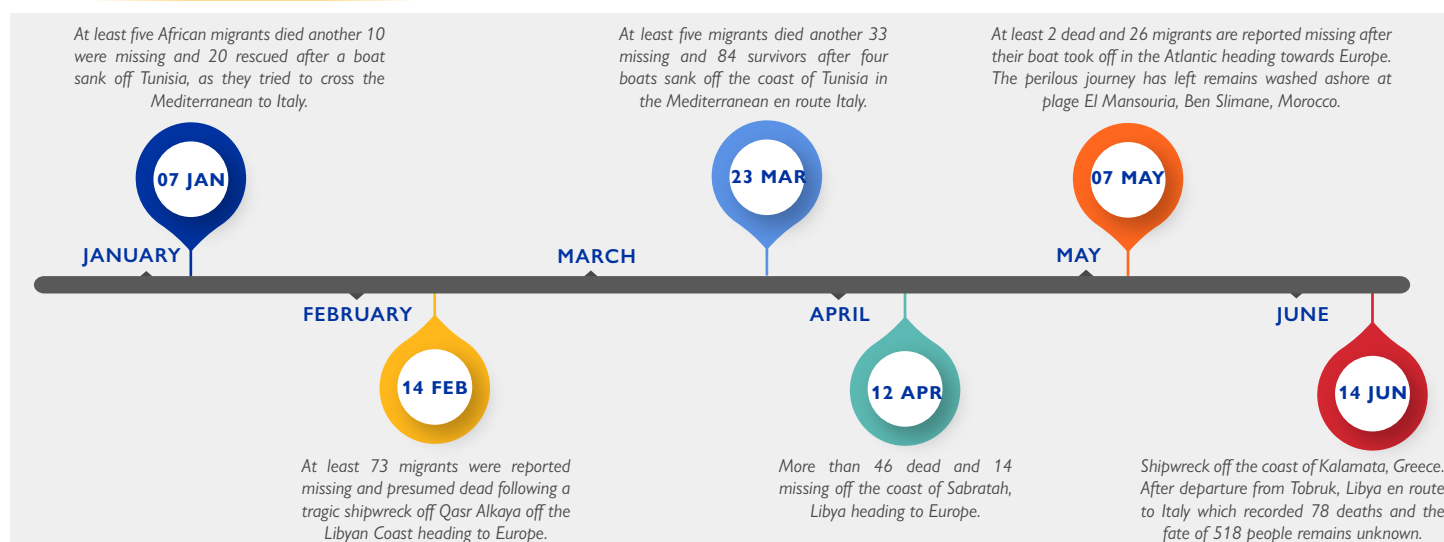 At least five African migrants died another 10
were missing and 20 rescued after a boat
sank off Tunisia, as they tried to cross the
Mediterranean to Italy.
At least five migrants died another 33
missing and 84 survivors after four
boats sank off the coast of Tunisia in
the Mediterranean en route Italy.
At least 2 dead and 26 migrants are reported missing after
their boat took off in the Atlantic heading towards Europe.
The perilous journey has left remains washed ashore at
plage El Mansouria, Ben Slimane, Morocco.
07 JAN
23 MAR
07 MAY
JANUARY
MARCH
MAY
FEBRUARY
APRIL
JUNE
14 FEB
12 APR
14 JUN
At least 73 migrants were reported
missing and presumed dead following a
tragic shipwreck off Qasr Alkaya off the
Libyan Coast heading to Europe.
More than 46 dead and 14
missing off the coast of Sabratah,
Libya heading to Europe.
Shipwreck off the coast of Kalamata, Greece.
After departure from Tobruk, Libya en route
to Italy which recorded 78 deaths and the
fate of 518 people remains unknown.